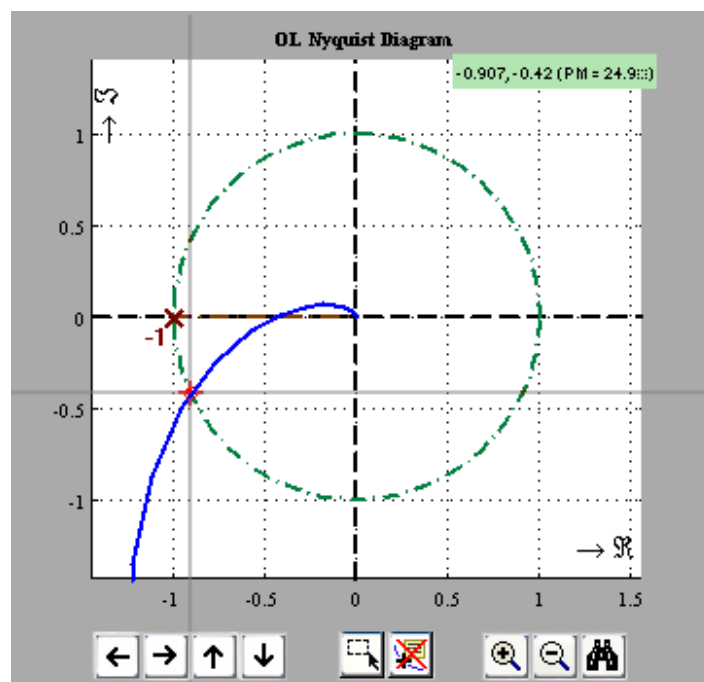 OL Nyquist Diagram
-0.907,-0.42 (PM = 24.9
ℑ
→
1
0.5
0
-1
-0.5
-1
→ ℜ
-1 -0.5 0 0.5 1 1.5